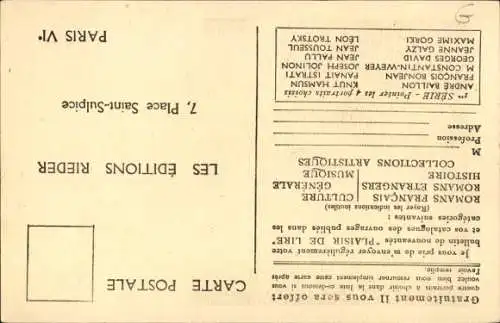 Gratuitement il vous sera offert
quatre portraits à choisir dans la liste ci-dessous si vous
voulez bien nous retourner simplement cette carte après
l'avoir remplie.
Je vous prie de m'envoyer régulièrement votre
bulletin de nouveautés "PLAISIR DE LIRE"
et vos catalogues des ouvrages publiés dans les
catégories suivantes :
(Rayer les indications inutiles)
ROMANS FRANÇAIS
ROMANS ETRANGERS
HISTOIRE
CULTURE
GÉNÉRALE
MUSIQUE
COLLECTIONS ARTISTIQUES
M
Profession
Adresse
1re SÉRIE - Pointer les 4 portraits choisis
ANDRÉ BAILLON
FRANÇOIS BONJEAN
M. CONSTANTIN-WEYER
GEORGES DAVID
JEANNE GALZY
MAXIME GORKI
KNUT HAMSUN
PANAIT ISTRATI
JOSEPH JOLINON
JEAN PALLU
JEAN TOUSSEUL
LÉON TROTSKY
CARTE POSTALE
LES ÉDITIONS RIEDER
7, Place Saint-Sulpice
PARIS VIe
G